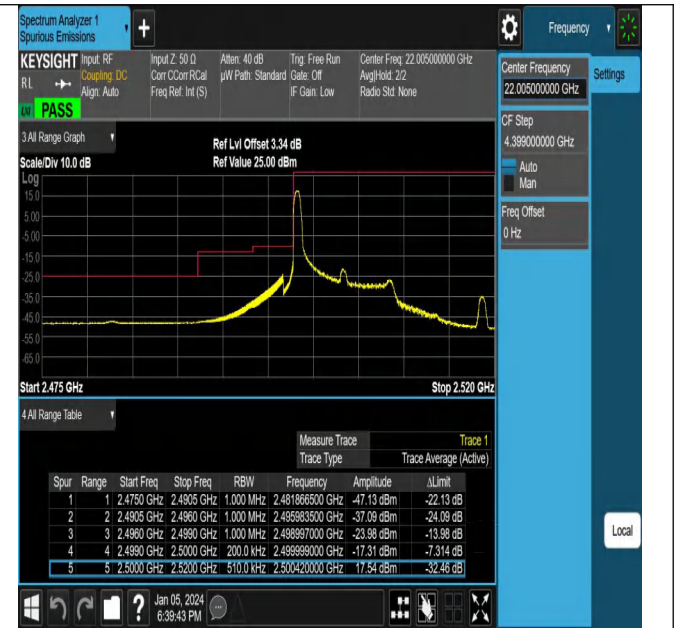 Spectrum Analyzer 1
Spurious Emissions
+
Frequency
KEYSIGHT Input: RF Input Z: 50 Ω Atten: 40 dB Trig: Free Run Center Freq: 22.005000000 GHz
RL Coupling: DC Corr CCorr RCal µW Path: Standard Gate: Off Avg|Hold: 2/2
Align: Auto Freq Ref: Int (S) IF Gain: Low Radio Std: None
PASS
Center Frequency
22.005000000 GHz
Settings
CF Step
4.399000000 GHz
Auto
Man
Freq Offset
0 Hz
3 All Range Graph
Ref Lvl Offset 3.34 dB
Scale/Div 10.0 dB Ref Value 25.00 dBm
Log
15.0
5.00
-5.00
-15.0
-25.0
-35.0
-45.0
-55.0
-65.0
Start 2.475 GHz Stop 2.520 GHz
4 All Range Table
Measure Trace Trace 1
Trace Type Trace Average (Active)
Spur Range Start Freq Stop Freq RBW Frequency Amplitude ΔLimit
1 1 2.4750 GHz 2.4905 GHz 1.000 MHz 2.481866500 GHz -47.13 dBm -22.13 dB
2 2 2.4905 GHz 2.4960 GHz 1.000 MHz 2.495983500 GHz -37.09 dBm -24.09 dB
3 3 2.4960 GHz 2.4990 GHz 1.000 MHz 2.498997000 GHz -23.98 dBm -13.98 dB
4 4 2.4990 GHz 2.5000 GHz 200.0 kHz 2.499999000 GHz -17.31 dBm -7.314 dB
5 5 2.5000 GHz 2.5200 GHz 510.0 kHz 2.500420000 GHz 17.54 dBm -32.46 dB
Local
? Jan 05, 2024
6:39:43 PM